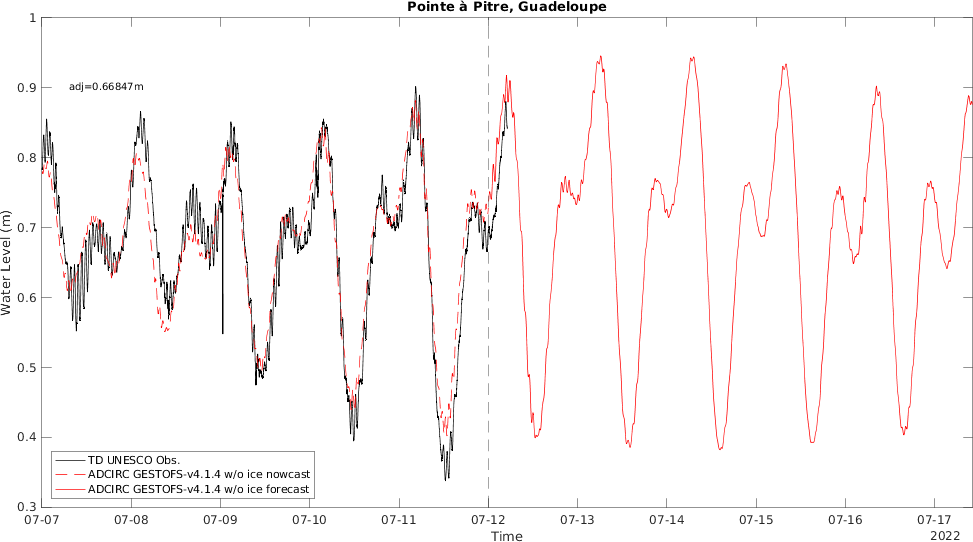 Pointe à Pitre, Guadeloupe
1
0.9
0.8
0.7
0.6
0.5
0.4
0.3
Water Level (m)
adj=0.66847m
TD UNESCO Obs.
ADCIRC GESTOFS-v4.1.4 w/o ice nowcast
ADCIRC GESTOFS-v4.1.4 w/o ice forecast
07-07 07-08 07-09 07-10 07-11 07-12 07-13 07-14 07-15 07-16 07-17
Time
2022